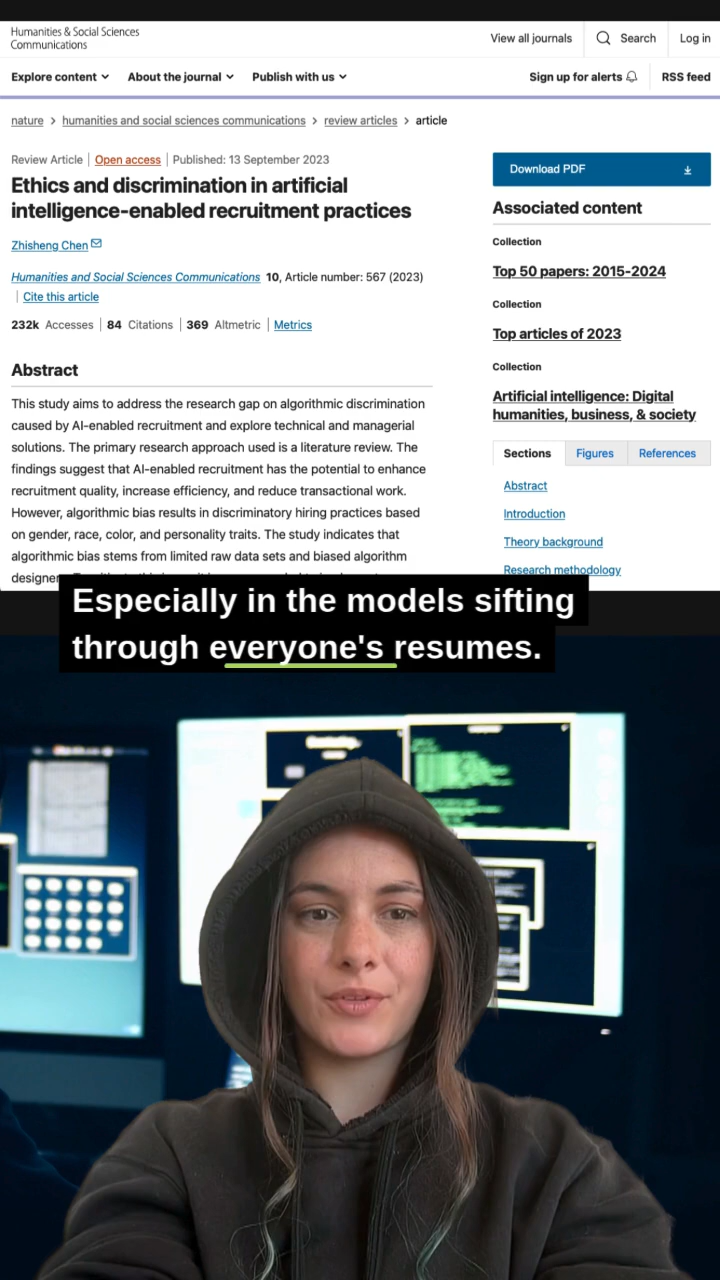 Humanities & Social Sciences
Communications
View all journals
Search
Log in
Explore content
About the journal
Publish with us
Sign up for alerts
RSS feed
nature > humanities and social sciences communications > review articles > article
Review Article | Open access | Published: 13 September 2023
Ethics and discrimination in artificial
intelligence-enabled recruitment practices
Zhisheng Chen
Humanities and Social Sciences Communications 10, Article number: 567 (2023)
| Cite this article
232k Accesses | 84 Citations | 369 Altmetric | Metrics
Abstract
This study aims to address the research gap on algorithmic discrimination
caused by AI-enabled recruitment and explore technical and managerial
solutions. The primary research approach used is a literature review. The
findings suggest that AI-enabled recruitment has the potential to enhance
recruitment quality, increase efficiency, and reduce transactional work.
However, algorithmic bias results in discriminatory hiring practices based
on gender, race, color, and personality traits. The study indicates that
algorithmic bias stems from limited raw data sets and biased algorithm
Download PDF
Associated content
Collection
Top 50 papers: 2015-2024
Collection
Top articles of 2023
Collection
Artificial intelligence: Digital
humanities, business, & society
Sections
Figures
References
Abstract
Introduction
Theory background
Research methodology
Especially in the models sifting
through everyone's resumes.